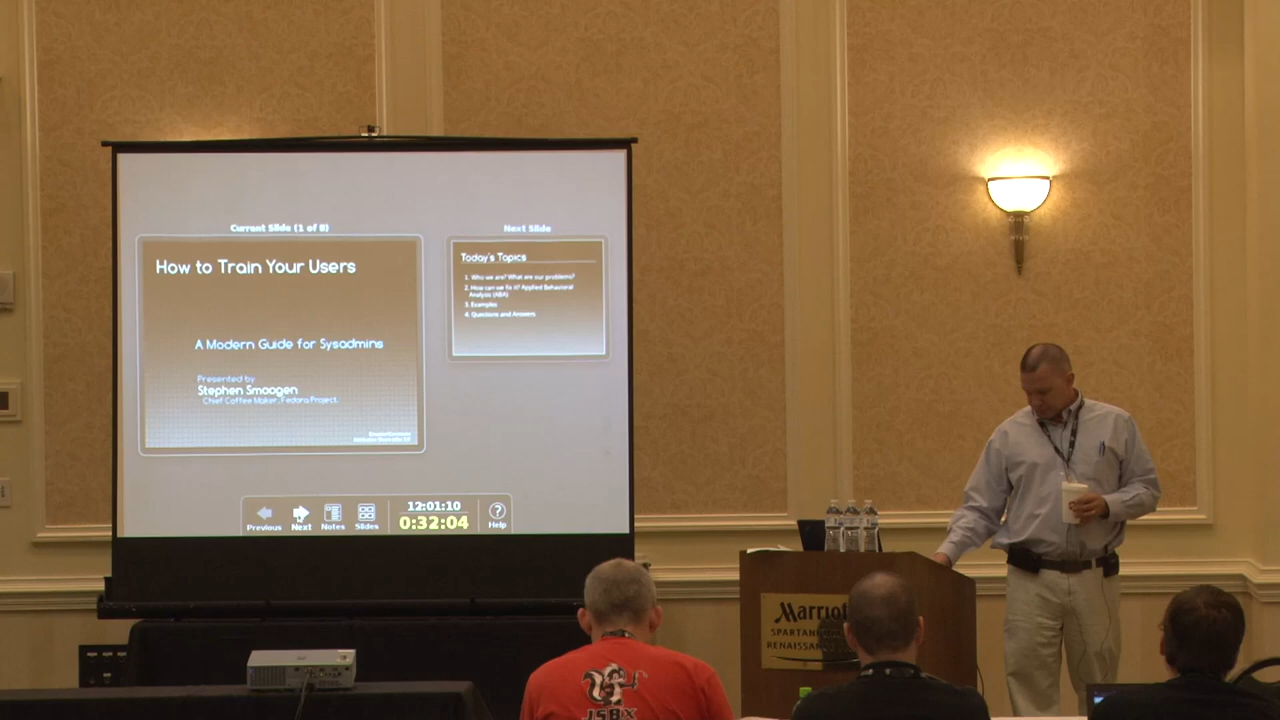 Current Slide (1 of 8)
How to Train Your Users
A Modern Guide for Sysadmins
Presented by
Stephen Smoogen
Chief Coffee Maker, Fedora Project.
Next Slide
Today's Topics
1. Who we are? What are our problems?
2. How can we fix it? Applied Behavioral
Analysis (ABA)
3. Examples
4. Questions and Answers
Previous
Next
Notes
Slides
12:01:10
0:32:04
?
Help
Marriot
SPARTAN
RENAISSAN
JSBX